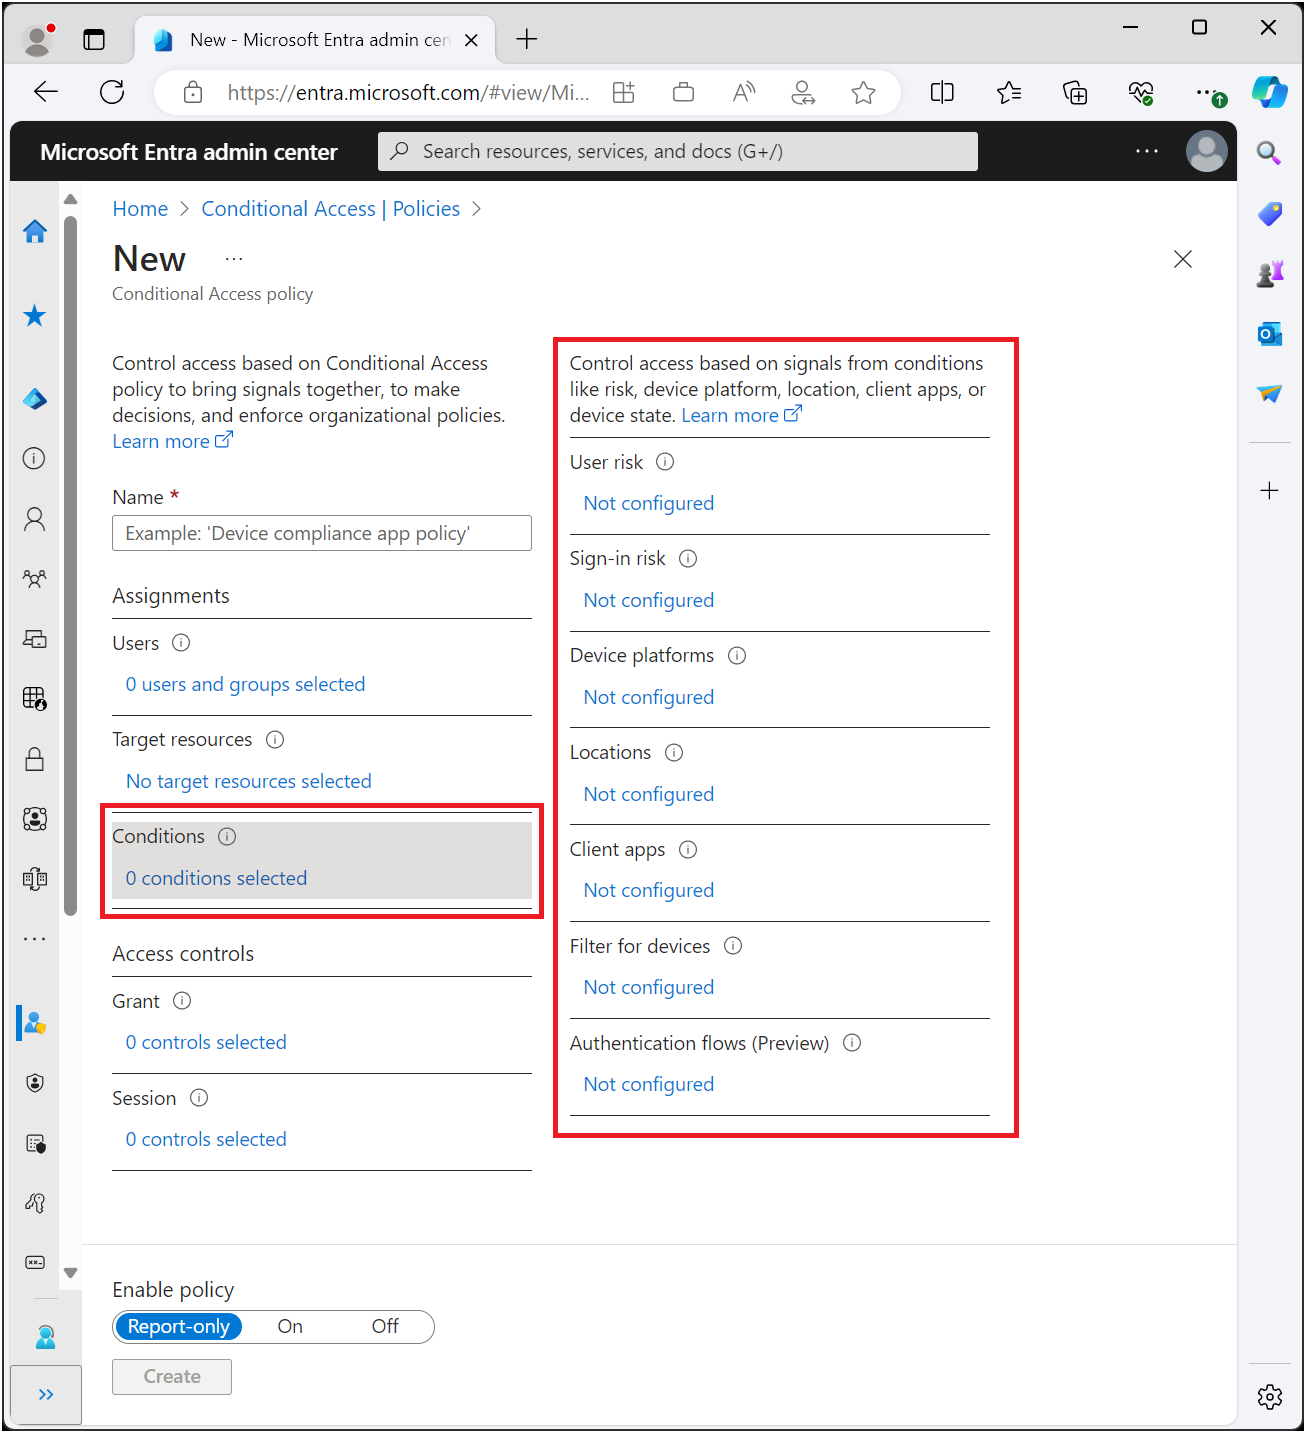 New - Microsoft Entra admin cen
https://entra.microsoft.com/#view/Mi...
Microsoft Entra admin center
Search resources, services, and docs (G+/)
Home > Conditional Access | Policies >
New ...
Conditional Access policy
Control access based on Conditional Access
policy to bring signals together, to make
decisions, and enforce organizational policies.
Learn more
Name *
Example: 'Device compliance app policy'
Assignments
Users
0 users and groups selected
Target resources
No target resources selected
Conditions
0 conditions selected
Access controls
Grant
0 controls selected
Session
0 controls selected
Control access based on signals from conditions
like risk, device platform, location, client apps, or
device state. Learn more
User risk
Not configured
Sign-in risk
Not configured
Device platforms
Not configured
Locations
Not configured
Client apps
Not configured
Filter for devices
Not configured
Authentication flows (Preview)
Not configured
Enable policy
Report-only On Off
Create